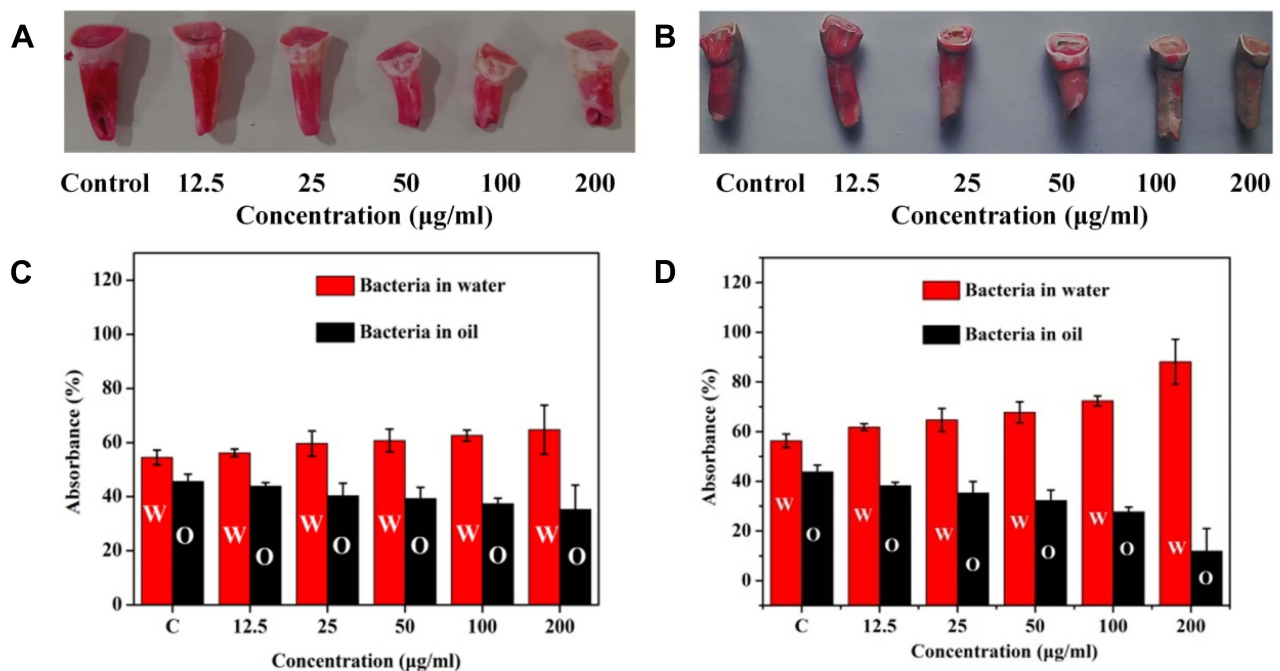 A
B
Control 12.5 25 50 100 200
Concentration (µg/ml)
Control 12.5 25 50 100 200
Concentration (µg/ml)
C
120
100
80
60
40
20
0
Absorbance (%)
Bacteria in water
Bacteria in oil
W O W O W O W O W O W O
C 12.5 25 50 100 200
Concentration (µg/ml)
D
120
100
80
60
40
20
0
Absorbance (%)
Bacteria in water
Bacteria in oil
W O W O W O W O W O W O
C 12.5 25 50 100 200
Concentration (µg/ml)